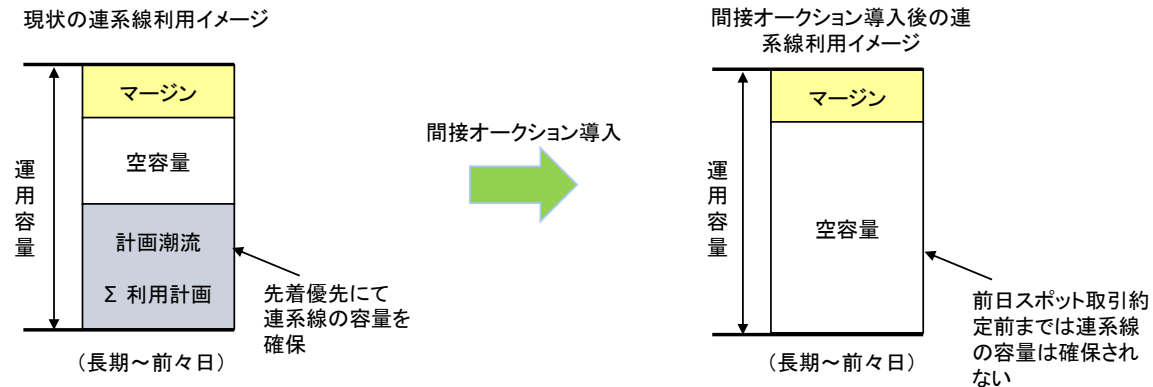 現状の連系線利用イメージ
マージン
空容量
運用容量
計画潮流
Σ 利用計画
先着優先にて
連系線の容量を
確保
（長期～前々日）
間接オークション導入
間接オークション導入後の連
系線利用イメージ
マージン
運用容量
空容量
前日スポット取引約
定前までは連系線
の容量は確保され
ない
（長期～前々日）